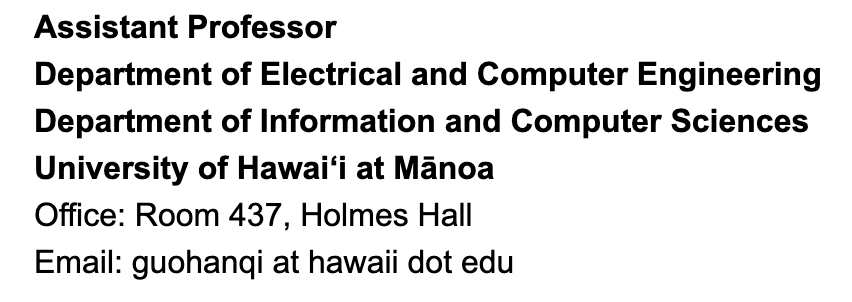 Assistant Professor
Department of Electrical and Computer Engineering
Department of Information and Computer Sciences
University of Hawai‘i at Mānoa
Office: Room 437, Holmes Hall
Email: guohanqi at hawaii dot edu